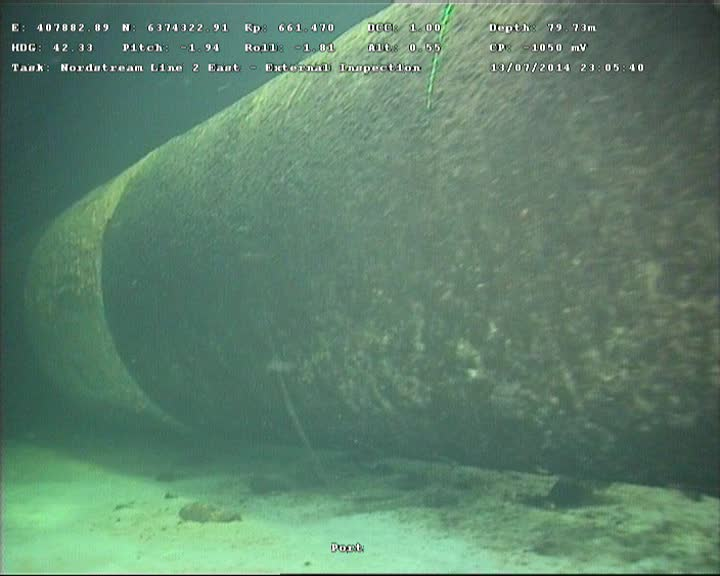 E: 407882.89 N: 6374322.91 Kp: 661.470 DCC: 1.00 Depth: 79.73m
HDG: 42.33 Pitch: -1.94 Roll: -1.81 Alt: 0.55 CP: -1050 mV
Task: Nordstream Line 2 East - External Inspection 13/07/2014 23:05:40
Port